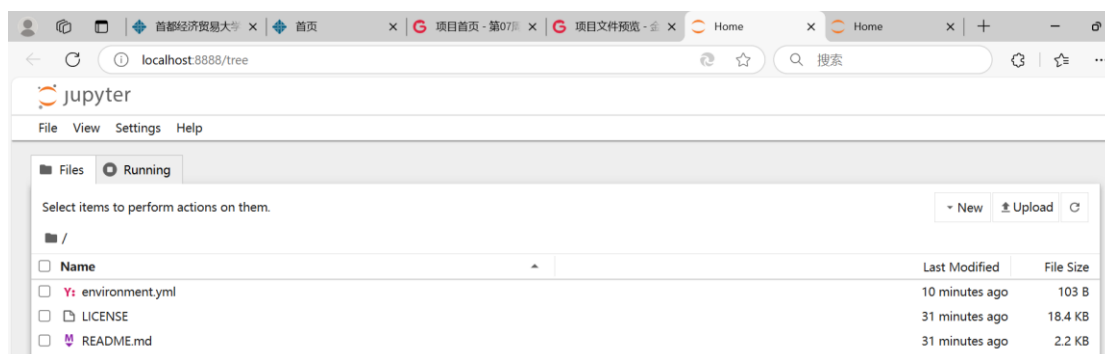 首都经济贸易大学 首页 项目首页 - 第07周 项目文件预览 - 企 Home Home
localhost:8888/tree 搜索
jupyter
File View Settings Help
Files Running
Select items to perform actions on them. New Upload
/
Name Last Modified File Size
Y: environment.yml 10 minutes ago 103 B
LICENSE 31 minutes ago 18.4 KB
M README.md 31 minutes ago 2.2 KB